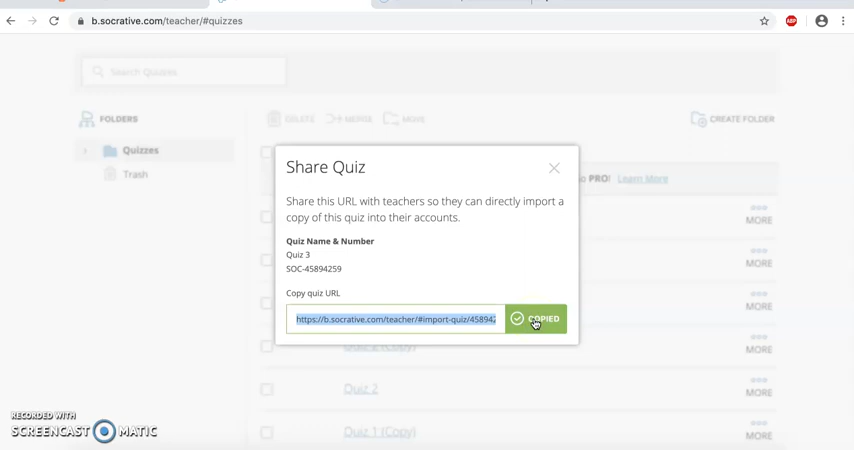 b.socrative.com/teacher/#quizzes
ABP
Search Quizzes
FOLDERS
DELETE
MERGE
MOVE
CREATE FOLDER
Quizzes
Trash
Share Quiz
Share this URL with teachers so they can directly import a
copy of this quiz into their accounts.
Quiz Name & Number
Quiz 3
SOC-45894259
Copy quiz URL
https://b.socrative.com/teacher/#import-quiz/45894
COPIED
PRO! Learn More
MORE
MORE
MORE
Quiz 2 (Copy)
MORE
Quiz 2
MORE
Quiz 1 (Copy)
MORE
RECORDED WITH
SCREENCAST MATIC